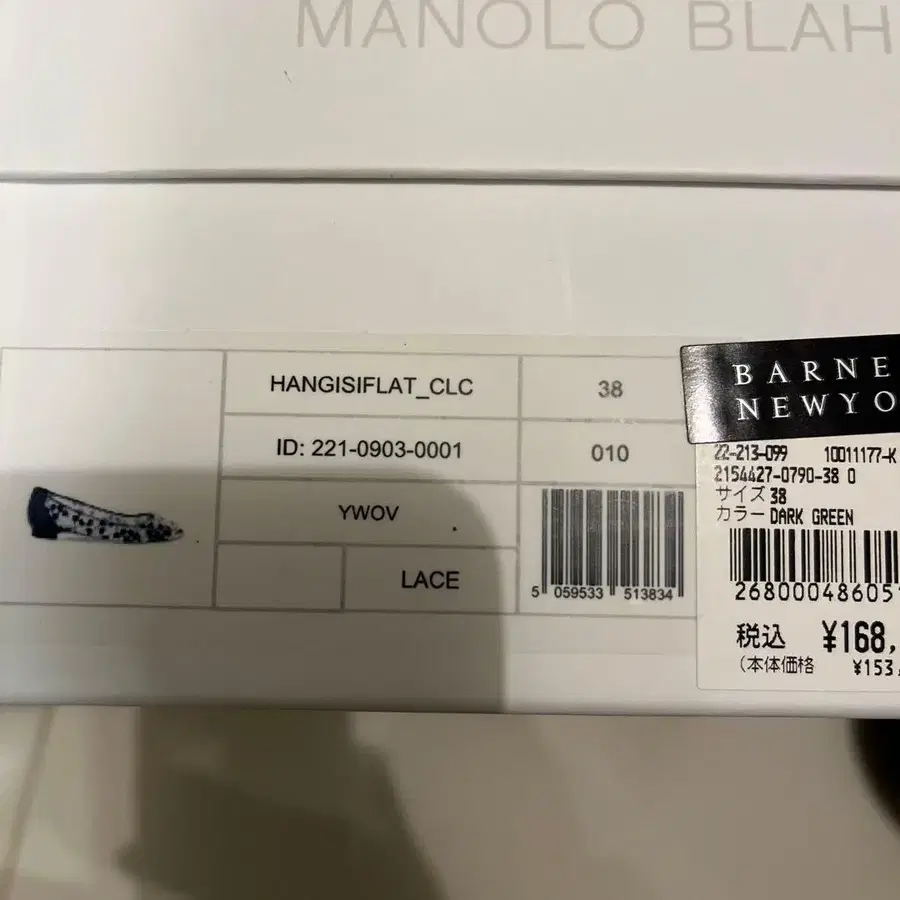 MANOLO BLAH
HANGISIFLAT_CLC
38
ID: 221-0903-0001
010
YWOV
LACE
5 059533 513834
BARNE
NEWYO
22-213-099 10011177-K
2154427-0790-38 0
サイズ 38
カラー DARK GREEN
26800048605
税込 ¥168,
(本体価格 ¥153,